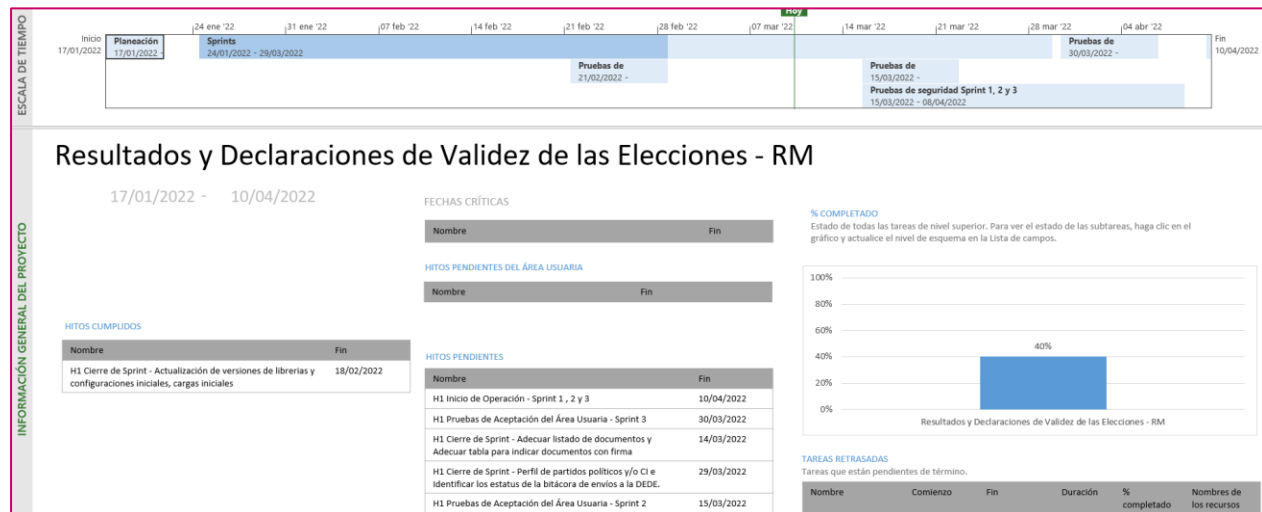 Hoy
24 ene '22 31 ene '22 07 feb '22 14 feb '22 21 feb '22 28 feb '22 07 mar '22 14 mar '22 21 mar '22 28 mar '22 04 abr '22
ESCALA DE TIEMPO
Inicio
17/01/2022
Planeación
17/01/2022 -
Sprints
24/01/2022 - 29/03/2022
Pruebas de
30/03/2022 -
Fin
10/04/2022
Pruebas de
21/02/2022 -
Pruebas de
15/03/2022 -
Pruebas de seguridad Sprint 1, 2 y 3
15/03/2022 - 08/04/2022
INFORMACIÓN GENERAL DEL PROYECTO
Resultados y Declaraciones de Validez de las Elecciones - RM
17/01/2022 - 10/04/2022
HITOS CUMPLIDOS
Nombre Fin
H1 Cierre de Sprint - Actualización de versiones de librerias y 18/02/2022
configuraciones iniciales, cargas iniciales
FECHAS CRÍTICAS
Nombre Fin
HITOS PENDIENTES DEL ÁREA USUARIA
Nombre Fin
HITOS PENDIENTES
Nombre Fin
H1 Inicio de Operación - Sprint 1 , 2 y 3 10/04/2022
H1 Pruebas de Aceptación del Área Usuaria - Sprint 3 30/03/2022
H1 Cierre de Sprint - Adecuar listado de documentos y 14/03/2022
Adecuar tabla para indicar documentos con firma
H1 Cierre de Sprint - Perfil de partidos políticos y/o CI e 29/03/2022
Identificar los estatus de la bitácora de envíos a la DEDE.
H1 Pruebas de Aceptación del Área Usuaria - Sprint 2 15/03/2022
% COMPLETADO
Estado de todas las tareas de nivel superior. Para ver el estado de las subtareas, haga clic en el
gráfico y actualice el nivel de esquema en la Lista de campos.
100%
80%
60%
40%
20%
0%
40%
Resultados y Declaraciones de Validez de las Elecciones - RM
TAREAS RETRASADAS
Tareas que están pendientes de término.
Nombre Comienzo Fin Duración % Nombres de
completado los recursos